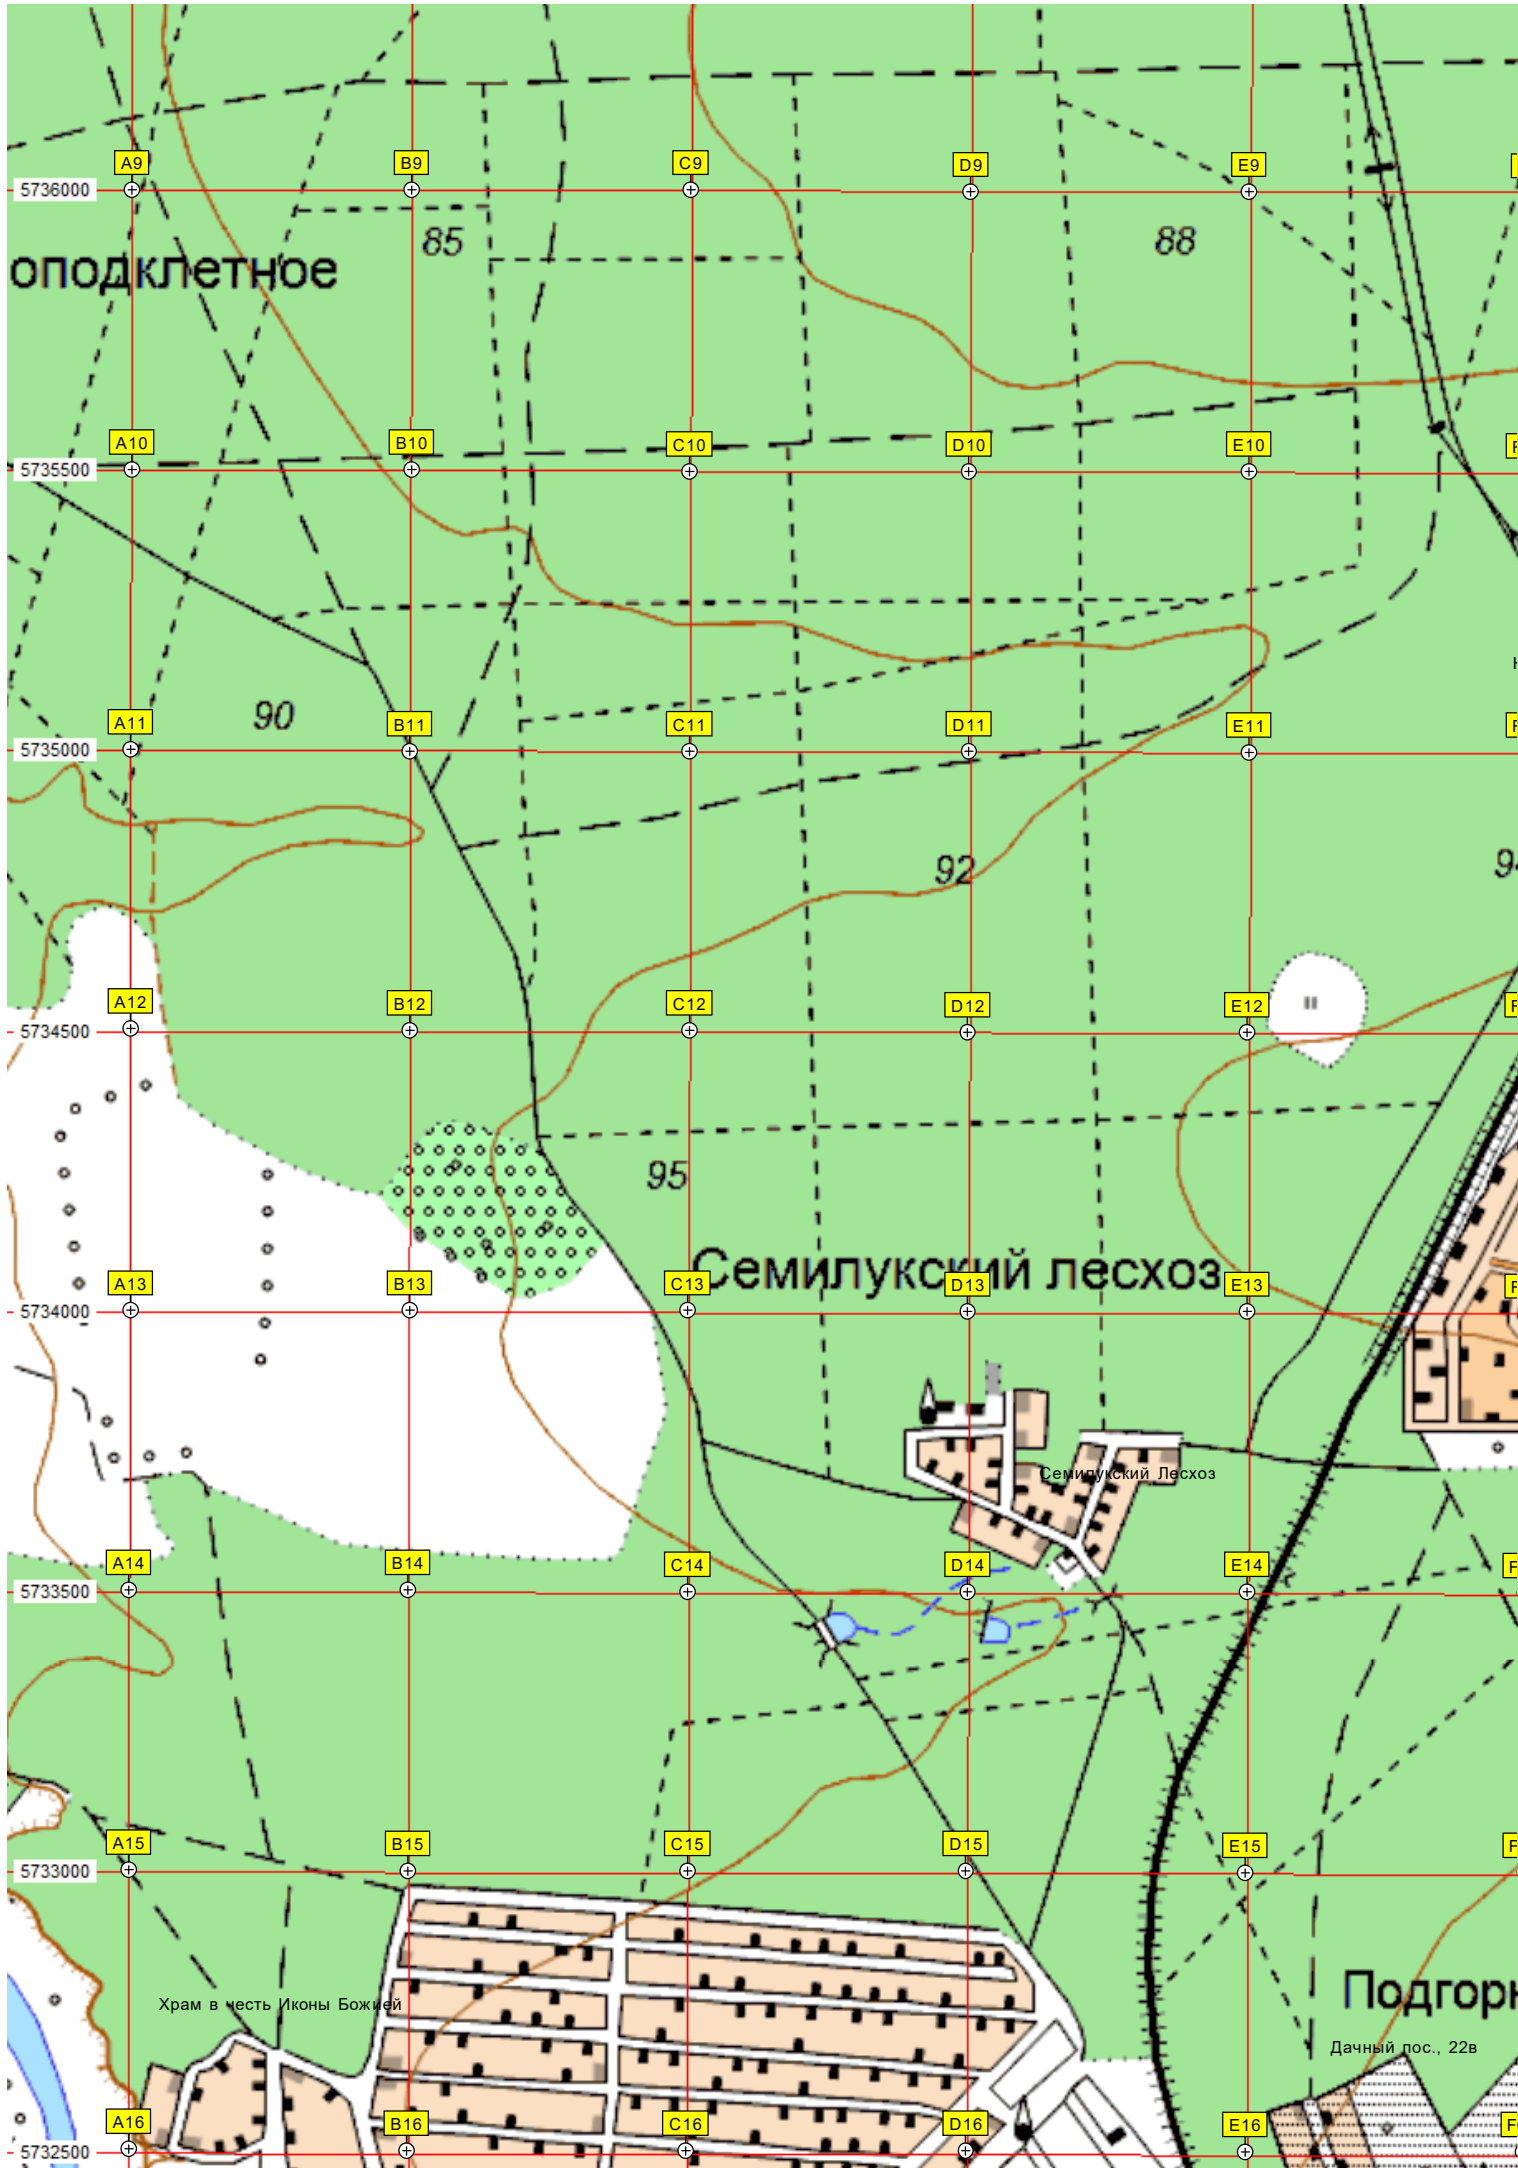 A9 B9 C9 D9 E9
5736000
85 88
оподклетное
A10 B10 C10 D10 E10 F
5735500
90
A11 B11 C11 D11 E11 F
5735000
92 9
A12 B12 C12 D12 E12 F
5734500
95
Семилукский лесхоз
A13 B13 C13 D13 E13 F
5734000
Семилукский Лесхоз
A14 B14 C14 D14 E14 F
5733500
A15 B15 C15 D15 E15 F
5733000
Подгор
Храм в честь Иконы Божией
Дачный пос., 22в
A16 B16 C16 D16 E16 F
5732500